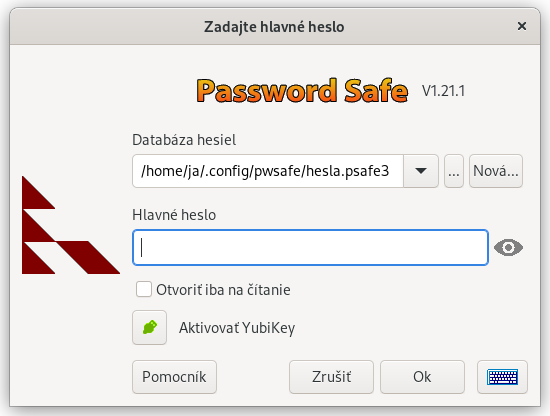 Zadajte hlavné heslo
Password Safe V1.21.1
Databáza hesiel
/home/ja/.config/pwsafe/hesla.psafe3 ... Nová...
Hlavné heslo
Otvoriť iba na čítanie
Aktivovať YubiKey
Pomocník Zrušiť Ok